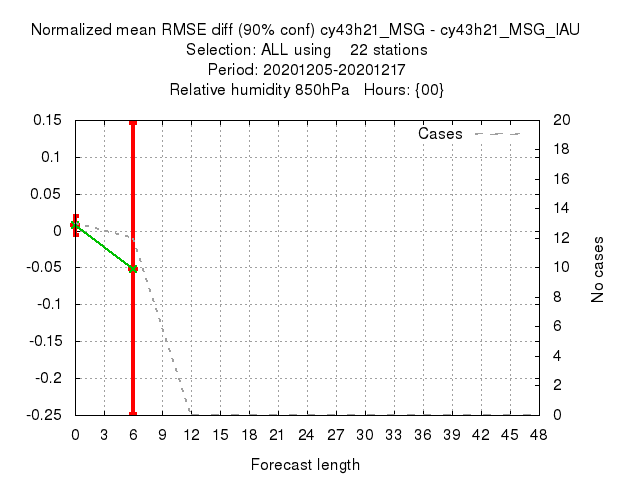 Normalized mean RMSE diff (90% conf) cy43h21_MSG - cy43h21_MSG_IAU
Selection: ALL using    22 stations
Period: 20201205-20201217
Relative humidity 850hPa   Hours: {00}
Cases
0.15
0.1
0.05
0
-0.05
-0.1
-0.15
-0.2
-0.25
20
18
16
14
12
10
8
6
4
2
0
No cases
0 3 6 9 12 15 18 21 24 27 30 33 36 39 42 45 48
Forecast length